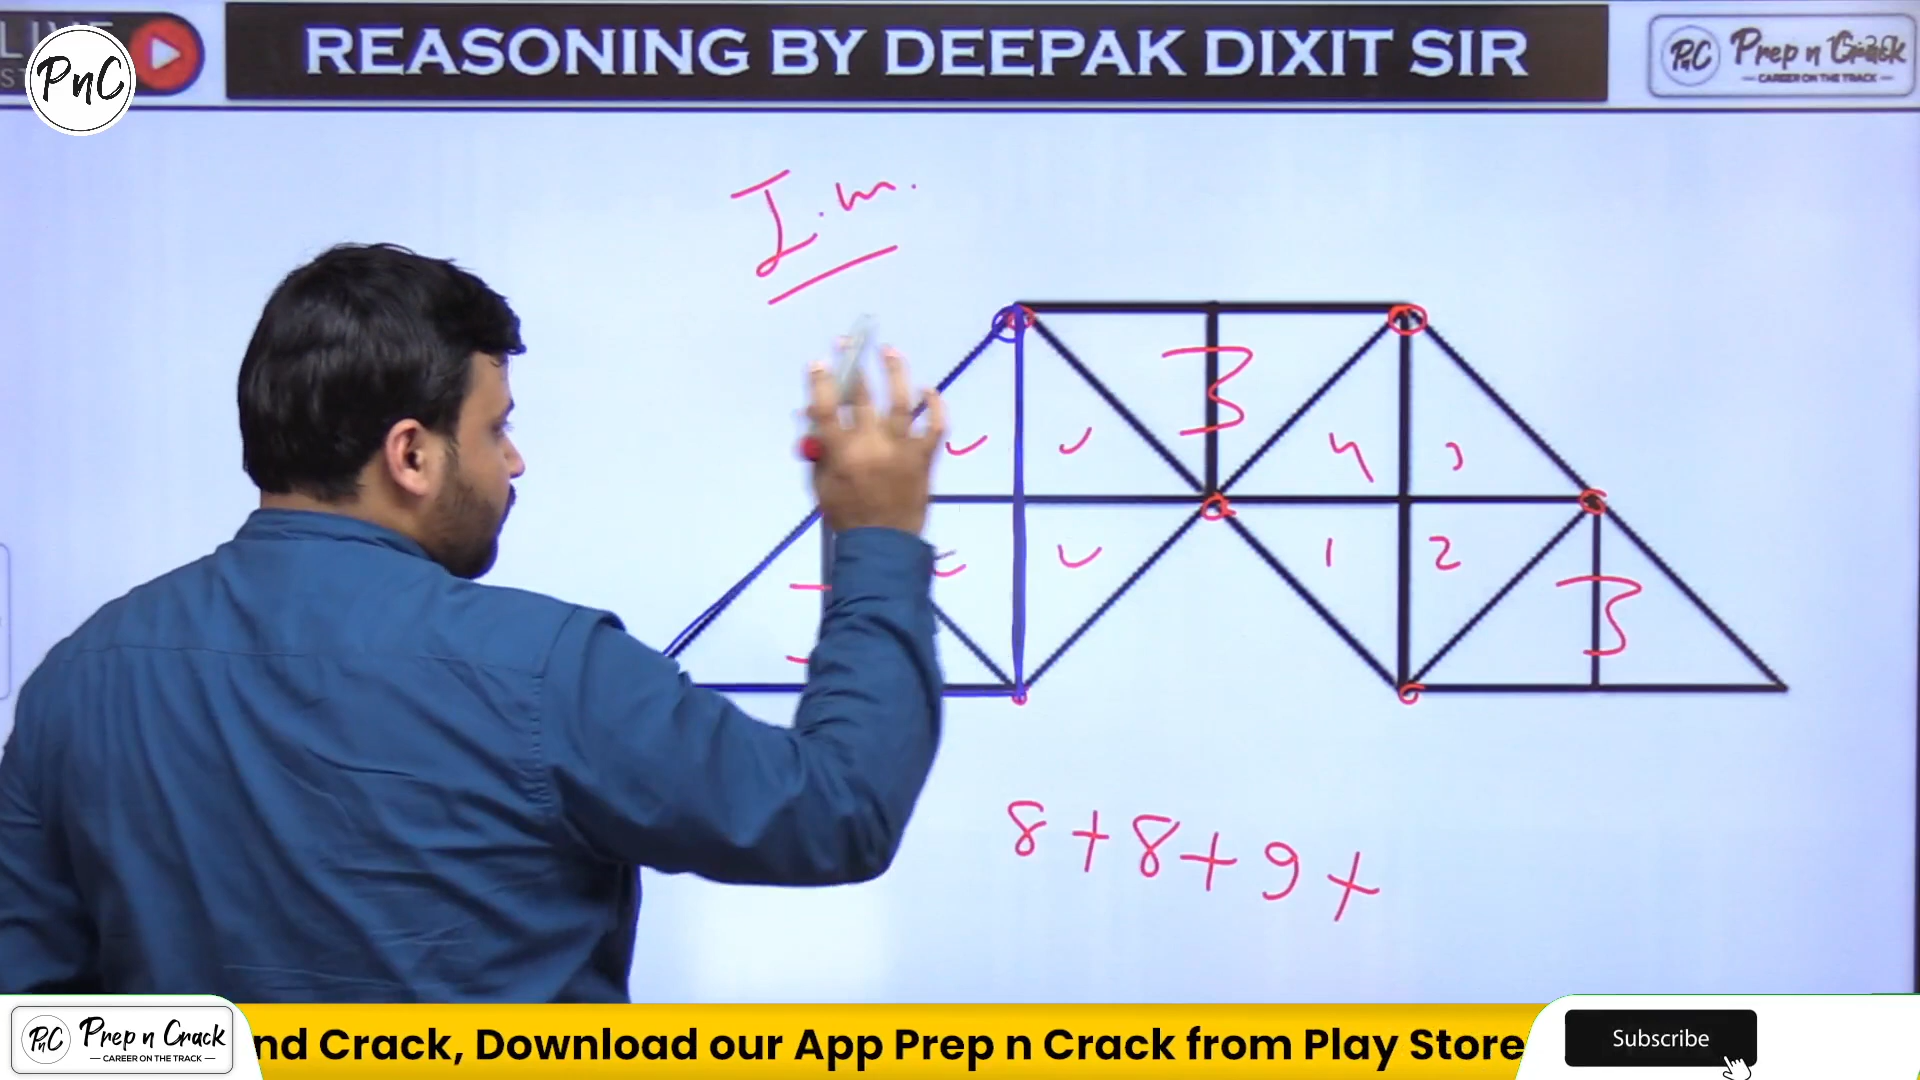 PnC
REASONING BY DEEPAK DIXIT SIR
PnC Prep n Crack
CAREER ON THE TRACK
I.m.
3
4 3
1 2
3
8+8+9+
PnC Prep n Crack
CAREER ON THE TRACK
nd Crack, Download our App Prep n Crack from Play Store
Subscribe